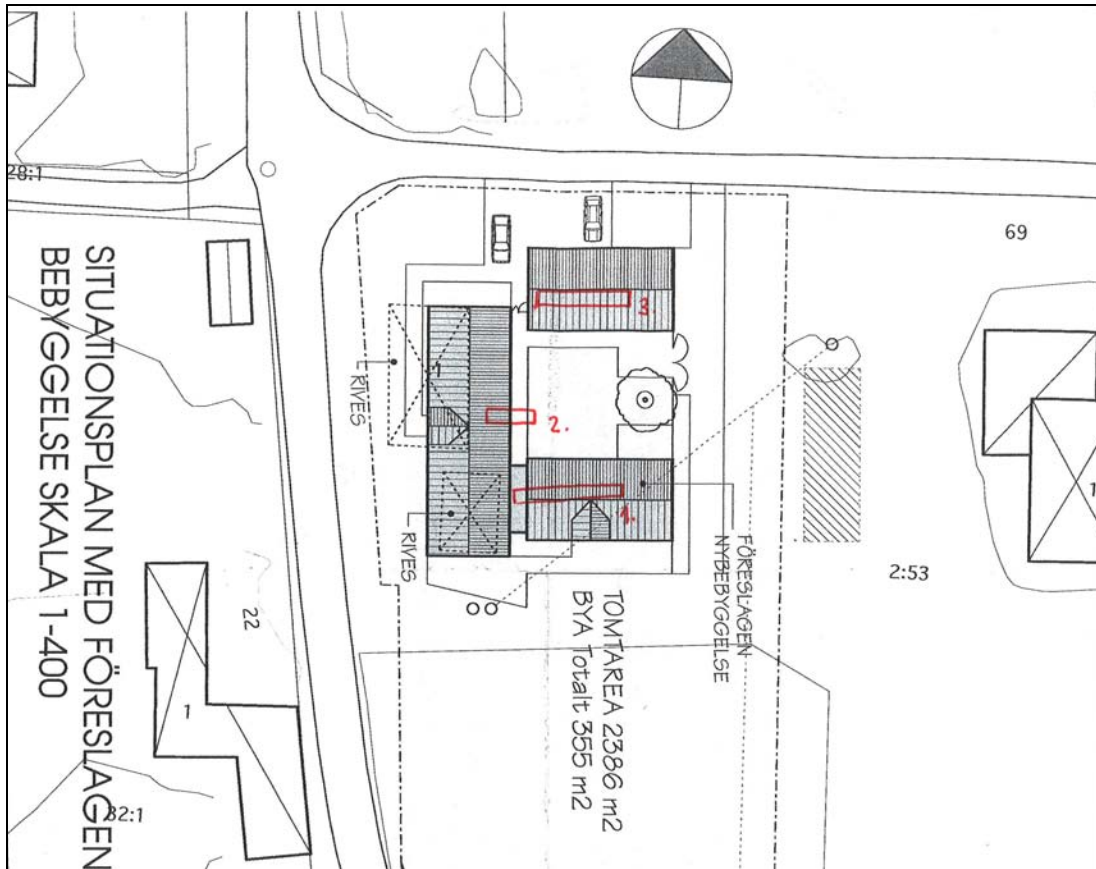 28:1
69
3
1
RIVES
2.
1.
RIVES
FÖRESLAGEN
NYBEBYGGELSE
2:53
1
TOMTAREA 2386 m2
BYA Totalt 355 m2
22
1
32:1
SITUATIONSPLAN MED FÖRESLAGEN
BEBYGGELSE SKALA 1-400